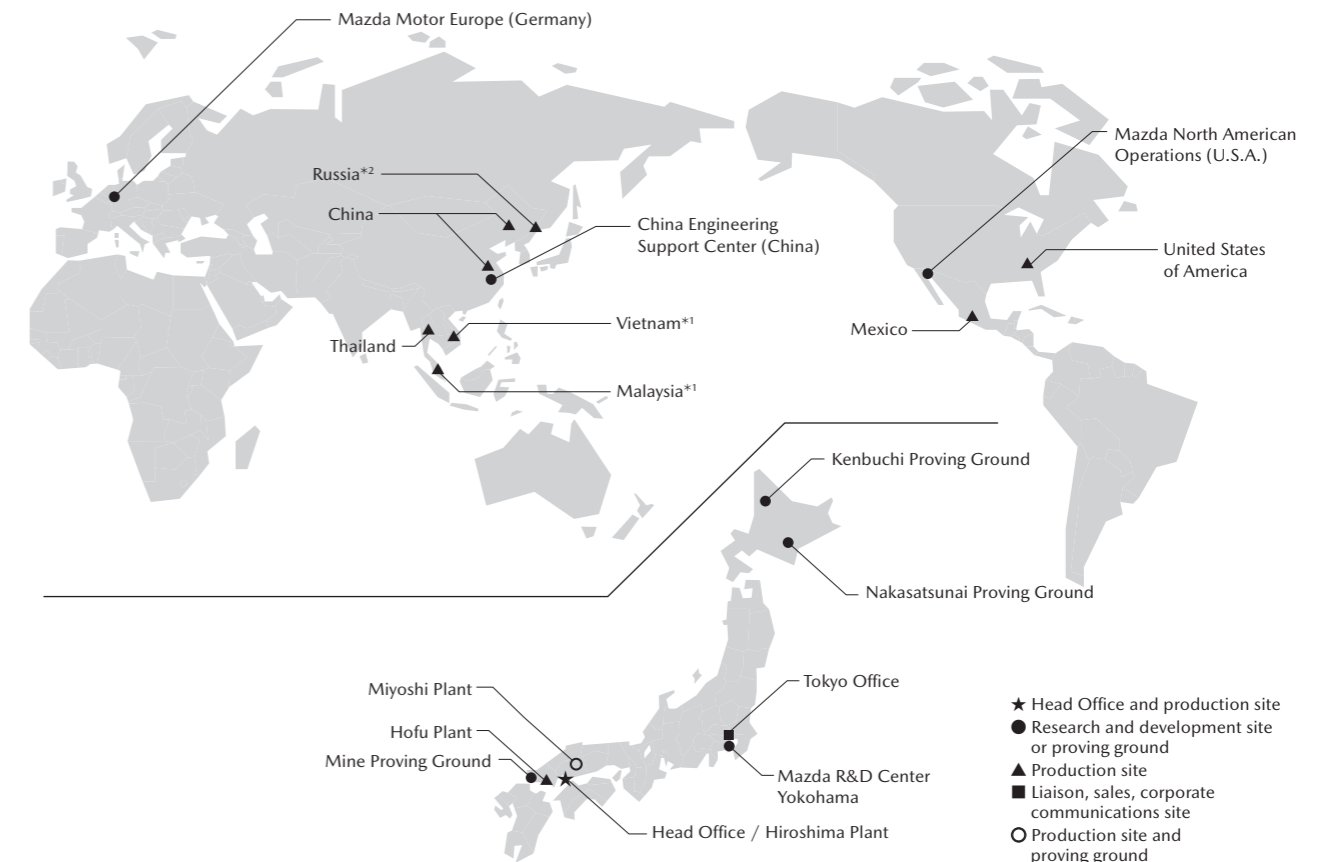 Mazda Motor Europe (Germany)
Mazda North American
Operations (U.S.A.)
Russia*2
China
China Engineering
Support Center (China)
United States
of America
Vietnam*1
Mexico
Thailand
Malaysia*1
Kenbuchi Proving Ground
Nakasatsunai Proving Ground
Tokyo Office
Miyoshi Plant
Hofu Plant
Mine Proving Ground
Mazda R&D Center
Yokohama
Head Office / Hiroshima Plant
★ Head Office and production site
● Research and development site
or proving ground
▲ Production site
■ Liaison, sales, corporate
communications site
○ Production site and
proving ground